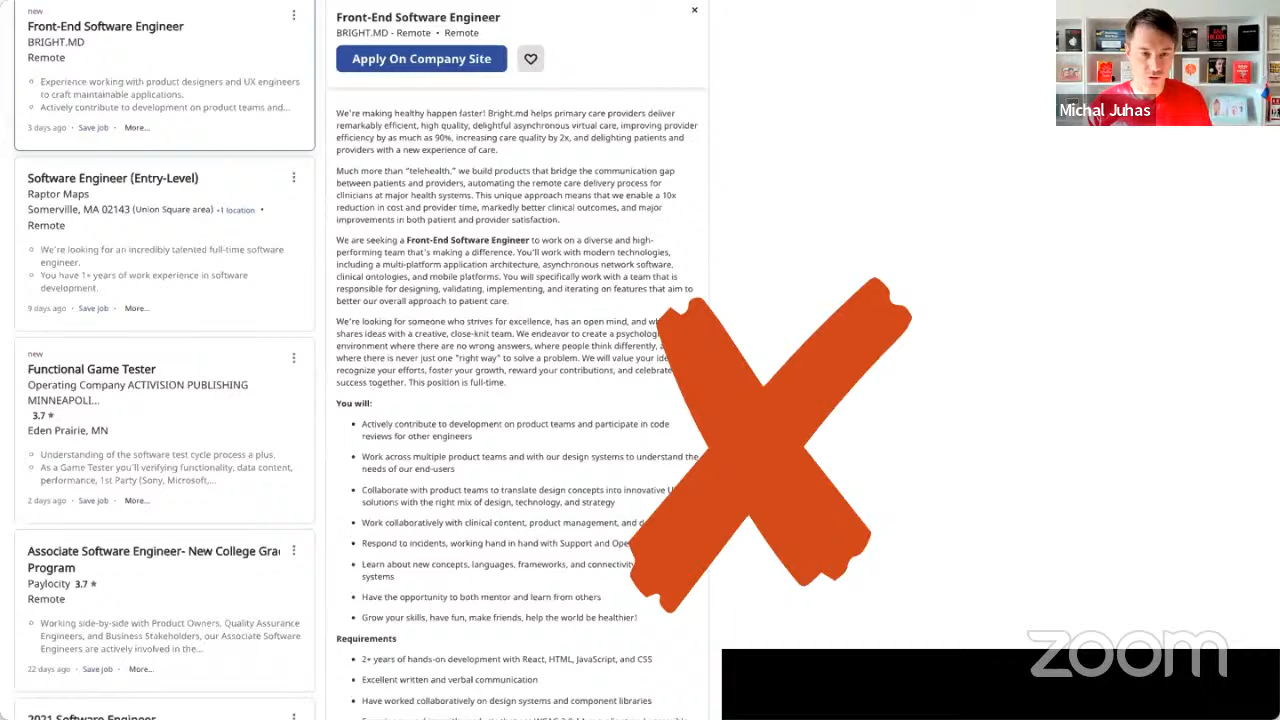 new
Front-End Software Engineer
BRIGHT.MD
Remote
Experience working with product designers and UX engineers
to craft maintainable applications.
Actively contribute to development on product teams and...
3 days ago · Save job · More...
Software Engineer (Entry-Level)
Raptor Maps
Somerville, MA 02143 (Union Square area) +1 location •
Remote
We're looking for an incredibly talented full-time software
engineer.
You have 1+ years of work experience in software
development.
9 days ago · Save job · More...
new
Functional Game Tester
Operating Company ACTIVISION PUBLISHING
MINNEAPOLI...
3.7 ★
Eden Prairie, MN
Understanding of the software test cycle process a plus.
As a Game Tester you'll verifying functionality, data content,
performance, 1st Party (Sony, Microsoft,...
2 days ago · Save job · More...
Associate Software Engineer- New College Grad
Program
Paylocity 3.7 ★
Remote
Working side-by-side with Product Owners, Quality Assurance
Engineers, and Business Stakeholders, our Associate Software
Engineers are actively involved in the...
22 days ago · Save job · More...
2021 Software Engineer
Front-End Software Engineer
BRIGHT.MD - Remote • Remote
Apply On Company Site
We're making healthy happen faster! Bright.md helps primary care providers deliver
remarkably efficient, high quality, delightful asynchronous virtual care, improving provider
efficiency by as much as 90%, increasing care quality by 2x, and delighting patients and
providers with a new experience of care.
Much more than "telehealth," we build products that bridge the communication gap
between patients and providers, automating the remote care delivery process for
clinicians at major health systems. This unique approach means that we enable a 10x
reduction in cost and provider time, markedly better clinical outcomes, and major
improvements in both patient and provider satisfaction.
We are seeking a Front-End Software Engineer to work on a diverse and high-
performing team that's making a difference. You'll work with modern technologies,
including a multi-platform application architecture, asynchronous network software,
clinical ontologies, and mobile platforms. You will specifically work with a team that is
responsible for designing, validating, implementing, and iterating on features that aim to
better our overall approach to patient care.
We're looking for someone who strives for excellence, has an open mind, and
shares ideas with a creative, close-knit team. We endeavor to create a
environment where there are no wrong answers, where people think differently,
where there is never just one "right way" to solve a problem. We will value your
recognize your efforts, foster your growth, reward your contributions, and celebrate
success together. This position is full-time.
You will:
Actively contribute to development on product teams and participate in code
reviews for other engineers
Work across multiple product teams and with our design systems to understand the
needs of our end-users
Collaborate with product teams to translate design concepts into innovative
solutions with the right mix of design, technology, and strategy
Work collaboratively with clinical content, product management, and
Respond to incidents, working hand in hand with Support and
Learn about new concepts, languages, frameworks, and connectivity
systems
Have the opportunity to both mentor and learn from others
Grow your skills, have fun, make friends, help the world be healthier!
Requirements
2+ years of hands-on development with React, HTML, JavaScript, and CSS
Excellent written and verbal communication
Have worked collaboratively on design systems and component libraries
Michal Juhas
zoom